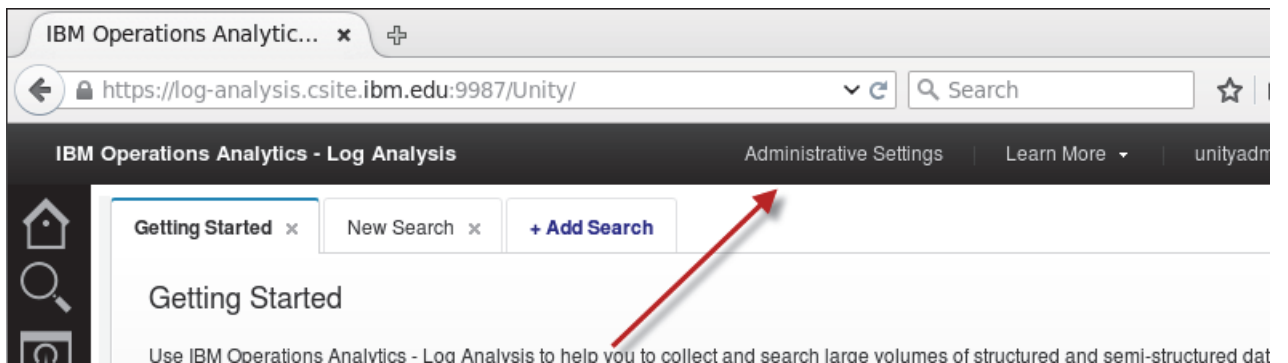 IBM Operations Analytic...
https://log-analysis.csite.ibm.edu:9987/Unity/ Search
IBM Operations Analytics - Log Analysis Administrative Settings Learn More unityadm
Getting Started New Search + Add Search
Getting Started
Use IBM Operations Analytics - Log Analysis to help you to collect and search large volumes of structured and semi-structured dat